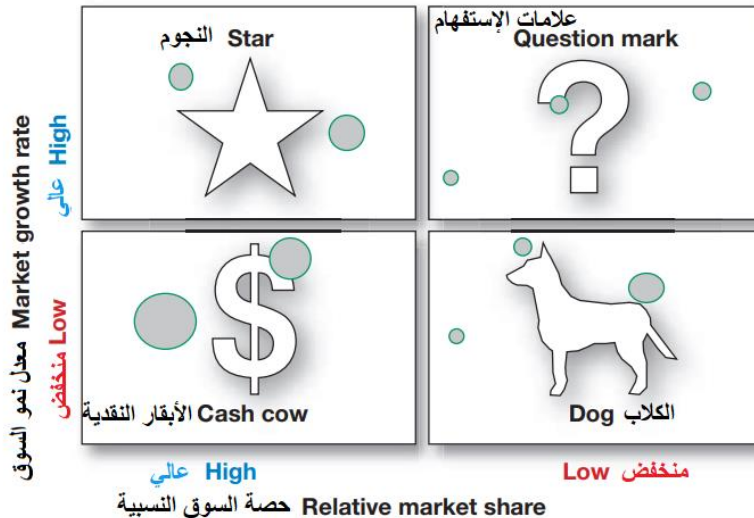 علامات الإستفهام
النجوم Star
Question mark
?
معدل نمو السوق Market growth rate
عالي High
منخفض Low
$
الأبقار النقدية Cash cow
الكلاب Dog
عالي High
منخفض Low
حصة السوق النسبية Relative market share